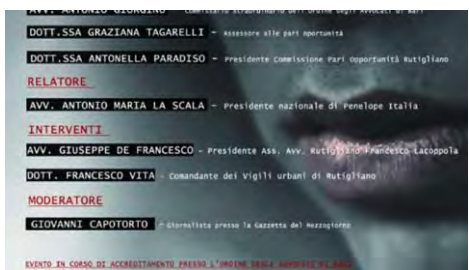 AVV. ANTONIO GIORGINO - Commissario straordinario dell'Ordine degli Avvocati di Bari
DOTT.SSA GRAZIANA TAGARELLI - Assessore alle pari oportunità
DOTT.SSA ANTONELLA PARADISO - Presidente Commissione Pari Opportunità Rutigliano
RELATORE
AVV. ANTONIO MARIA LA SCALA - Presidente nazionale di Penelope Italia
INTERVENTI
AVV. GIUSEPPE DE FRANCESCO - Presidente Ass. Avv. Rutigliano Francesco Lacoppola
DOTT. FRANCESCO VITA - Comandante dei Vigili urbani di Rutigliano
MODERATORE
GIOVANNI CAPOTORTO - Giornalista presso la Gazzetta del Mezzogiorno
EVENTO IN CORSO DI ACCREDITAMENTO PRESSO L'ORDINE DEGLI AVVOCATI DI BARI